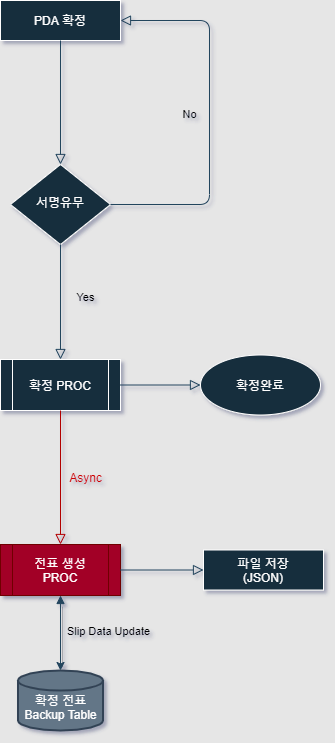 PDA 확정
No
서명유무
Yes
확정 PROC
확정완료
Async
전표 생성
PROC
파일 저장
(JSON)
Slip Data Update
확정 전표
Backup Table